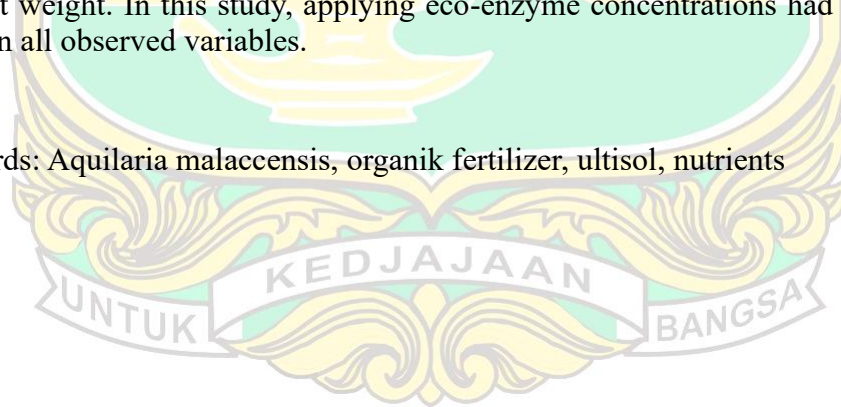 t weight. In this study, applying eco-enzyme concentrations had
n all observed variables.
rds: Aquilaria malaccensis, organik fertilizer, ultisol, nutrients
UNTUK KEDJAJAAN BANGSA